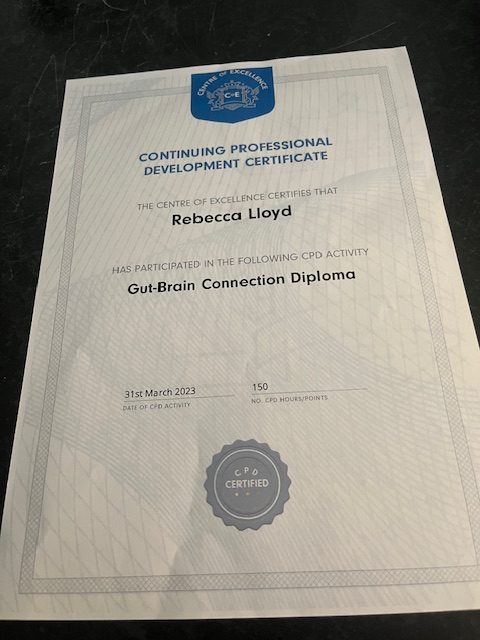 CENTRE OF EXCELLENCE
CoE
CONTINUING PROFESSIONAL
DEVELOPMENT CERTIFICATE
THE CENTRE OF EXCELLENCE CERTIFIES THAT
Rebecca Lloyd
HAS PARTICIPATED IN THE FOLLOWING CPD ACTIVITY
Gut-Brain Connection Diploma
31st March 2023
DATE OF CPD ACTIVITY
150
NO. CPD HOURS/POINTS
CPD
CERTIFIED